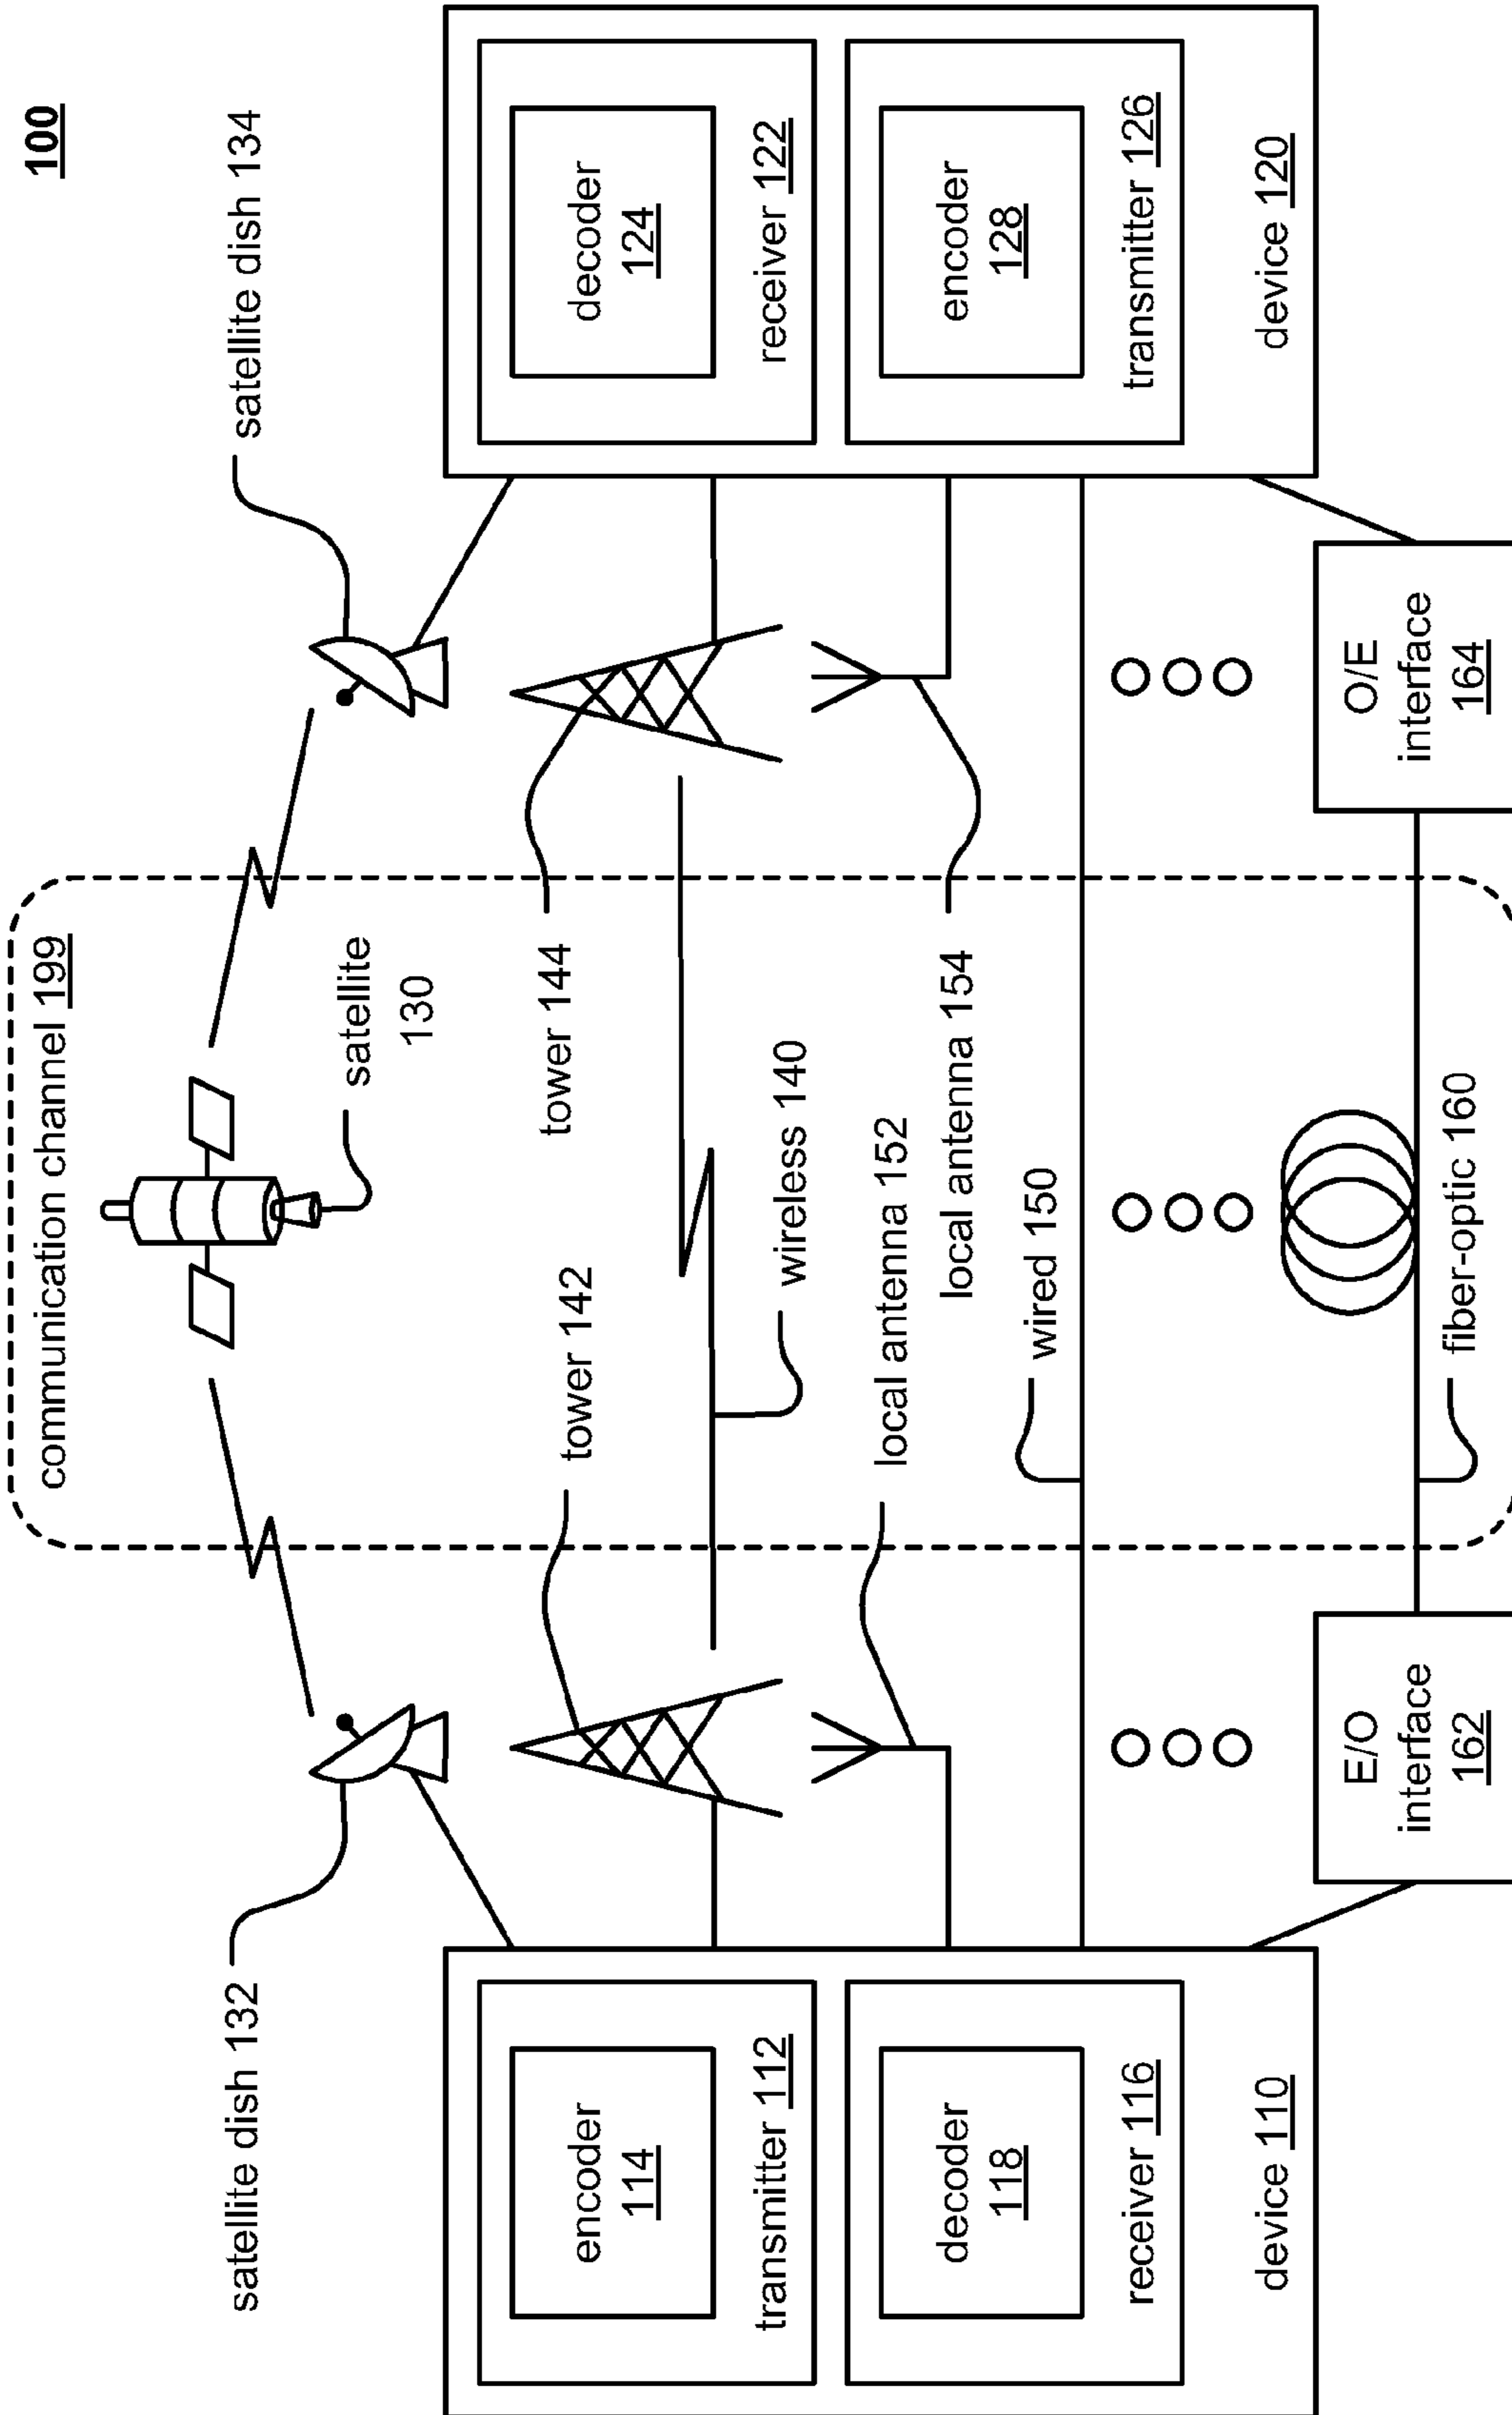 100
communication channel 199
satellite dish 132
satellite
130
satellite dish 134
encoder
114
transmitter 112
decoder
118
receiver 116
device 110
tower 142
tower 144
wireless 140
local antenna 152
local antenna 154
wired 150
decoder
124
receiver 122
encoder
128
transmitter 126
device 120
E/O
interface
162
fiber-optic 160
O/E
interface
164